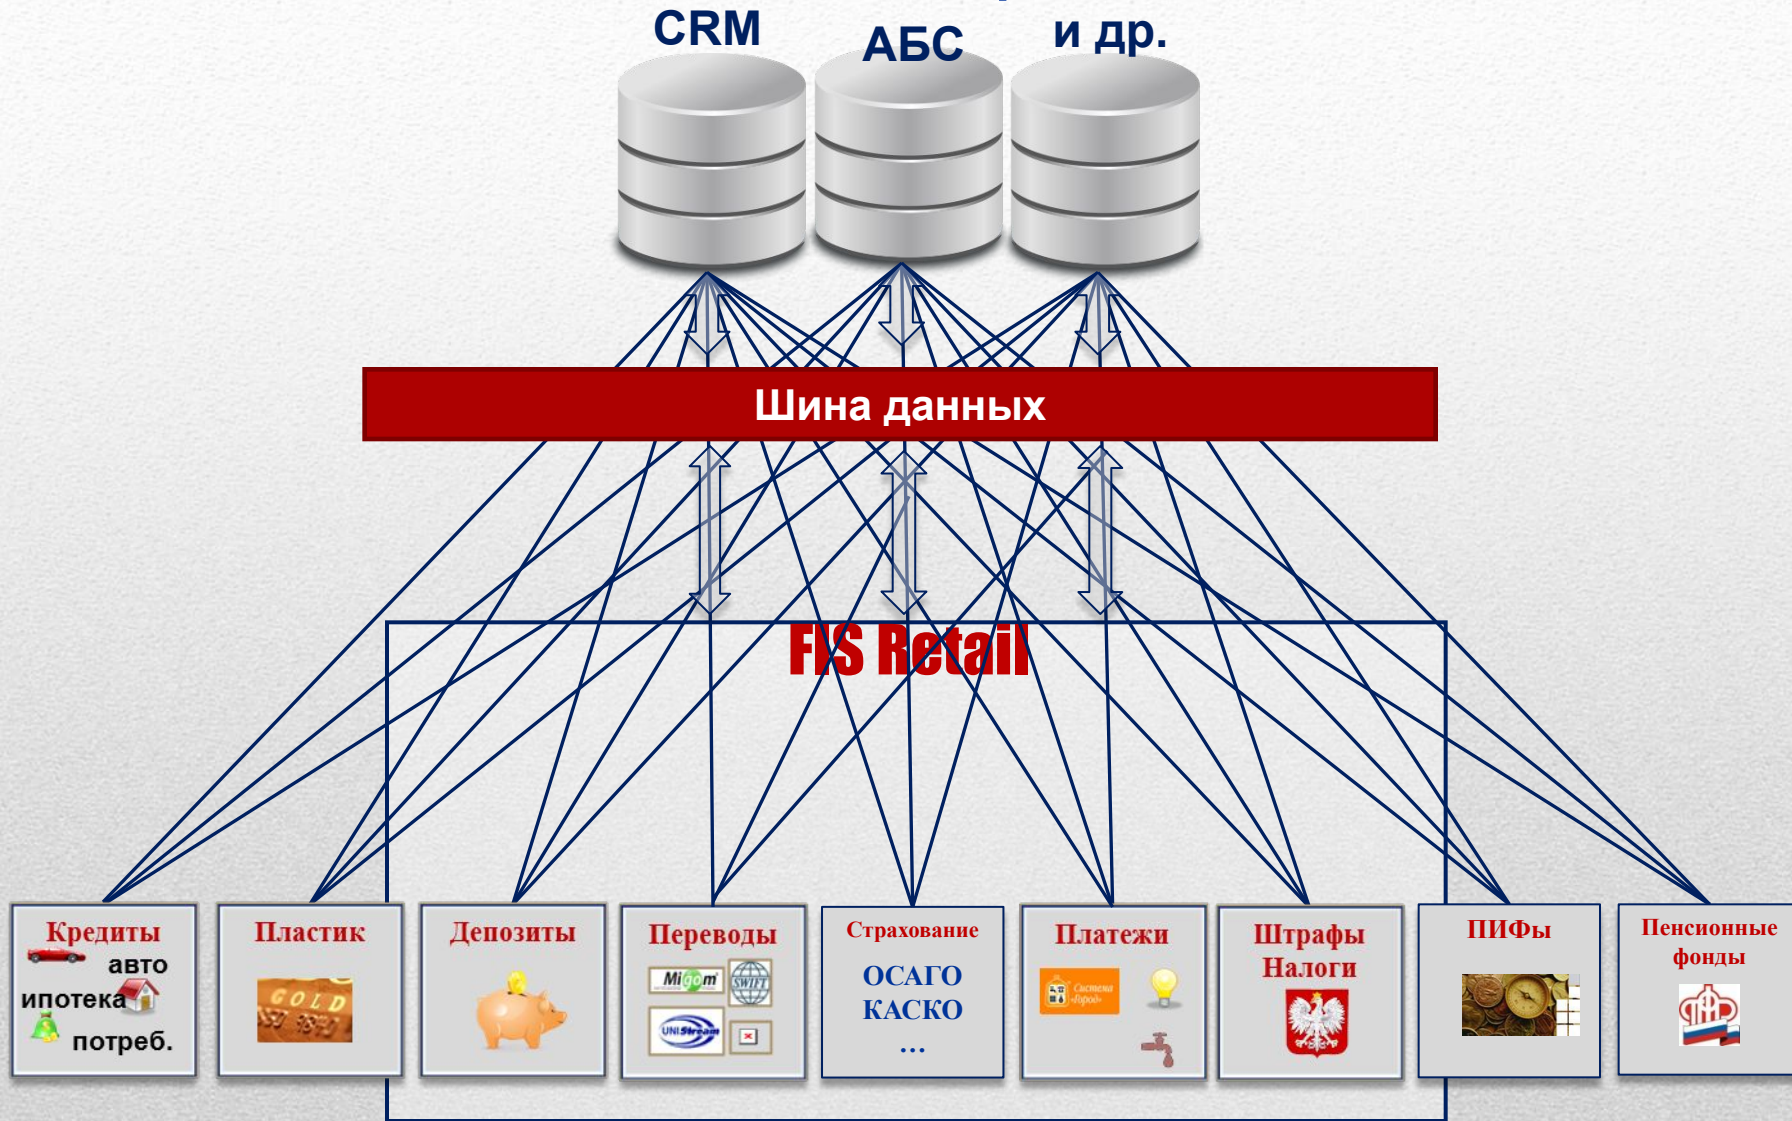 CRM
АБС
и др.
Шина данных
FIS Retail
Кредиты
авто
ипотека
потреб.
Пластик
GOLD
Депозиты
Переводы
Migom
SWIFT
UNIStream
Страхование
ОСАГО
КАСКО
...
Платежи
Система
«Город»
Штрафы
Налоги
ПИФы
Пенсионные
фонды